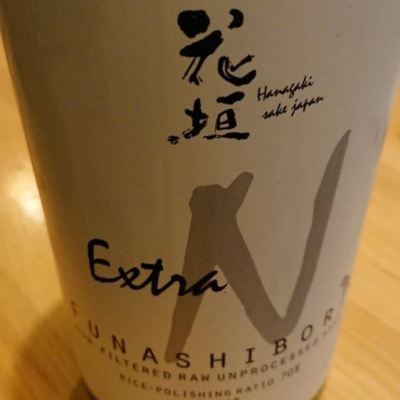 花垣
Hanagaki
sake japan
N
Extra
FUNASHIBORI
FILTERED RAW UNPROCESSED
RICE-POLISHING RATIO 70%